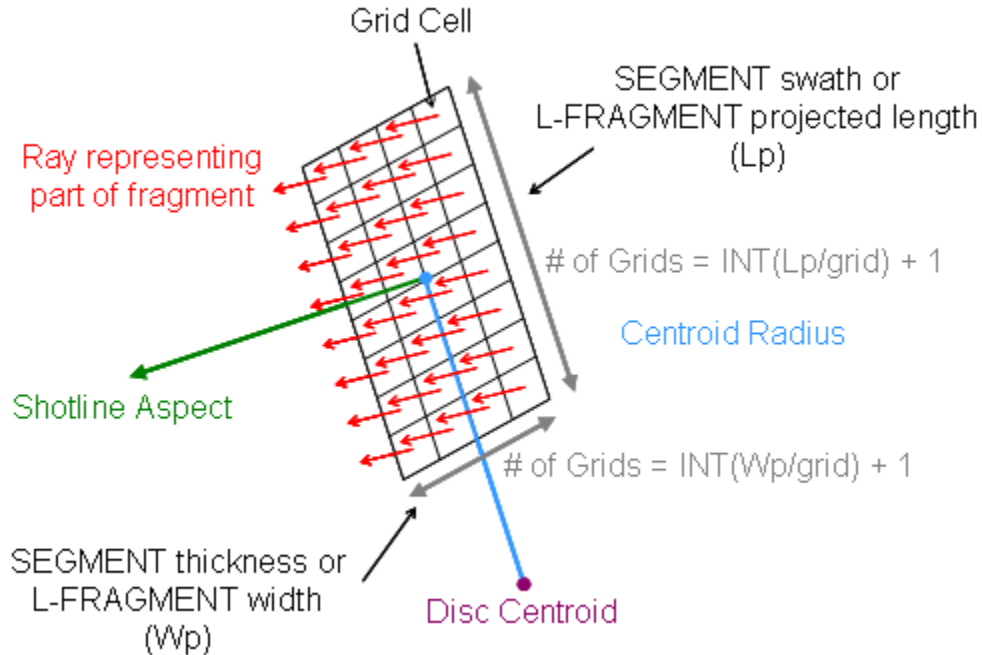 Grid Cell
SEGMENT swath or
L-FRAGMENT projected length
(Lp)
Ray representing
part of fragment
# of Grids = INT(Lp/grid) + 1
Centroid Radius
Shotline Aspect
# of Grids = INT(Wp/grid) + 1
SEGMENT thickness or
L-FRAGMENT width
(Wp)
Disc Centroid